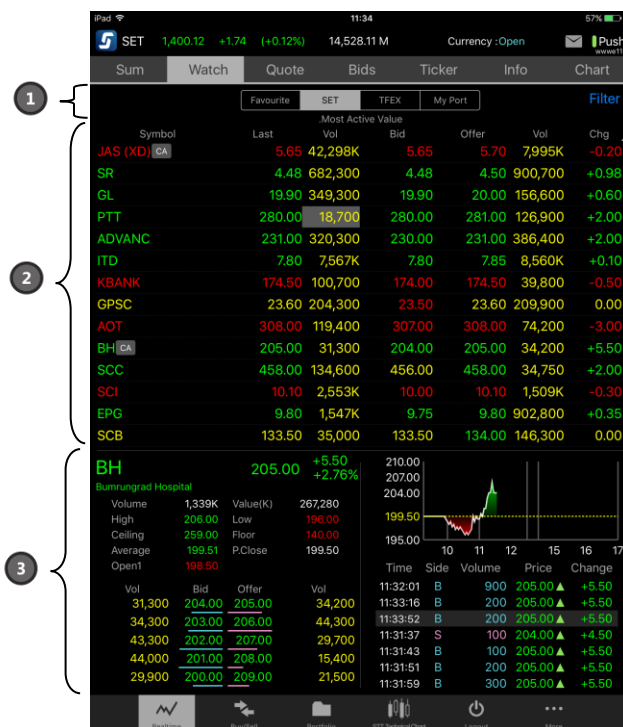 iPad 11:34 57%
SET 1,400.12 +1.74 (+0.12%) 14,528.11 M Currency :Open Push
Sum Watch Quote Bids Ticker Info Chart
1
Favourite SET TFEX My Port Filter
.Most Active Value
Symbol Last Vol Bid Offer Vol Chg
JAS (XD) CA 5.65 42,298K 5.65 5.70 7,995K -0.20
SR 4.48 682,300 4.48 4.50 900,700 +0.98
GL 19.90 349,300 19.90 20.00 156,600 +0.60
PTT 280.00 18,700 280.00 281.00 126,900 +2.00
ADVANC 231.00 320,300 230.00 231.00 386,400 +2.00
ITD 7.80 7,567K 7.80 7.85 8,560K +0.10
2
KBANK 174.50 100,700 174.00 174.50 39,800 -0.50
GPSC 23.60 204,300 23.50 23.60 209,900 0.00
AOT 308.00 119,400 307.00 308.00 74,200 -3.00
BH CA 205.00 31,300 204.00 205.00 34,200 +5.50
SCC 458.00 134,600 456.00 458.00 34,750 +2.00
SCI 10.10 2,553K 10.00 10.10 1,509K -0.30
EPG 9.80 1,547K 9.75 9.80 902,800 +0.35
SCB 133.50 35,000 133.50 134.00 146,300 0.00
3
BH 205.00 +5.50
+2.76%
Bumrungrad Hospital
Volume 1,339K Value(K) 267,280
High 206.00 Low 196.00
Ceiling 259.00 Floor 140.00
Average 199.51 P.Close 199.50
Open1 198.50
Vol Bid Offer Vol
31,300 204.00 205.00 34,200
34,300 203.00 206.00 44,300
43,300 202.00 207.00 29,700
44,000 201.00 208.00 15,400
29,900 200.00 209.00 21,500
210.00
207.00
204.00
199.50
195.00
10 11 12 15 16 17
Time Side Volume Price Change
11:32:01 B 900 205.00 ▲ +5.50
11:33:16 B 200 205.00 ▲ +5.50
11:33:52 B 200 205.00 ▲ +5.50
11:31:37 S 100 204.00 ▲ +4.50
11:31:43 B 100 205.00 ▲ +5.50
11:31:51 B 200 205.00 ▲ +5.50
11:31:59 B 300 205.00 ▲ +5.50
Realtime Buy/Sell Portfolio Logout More